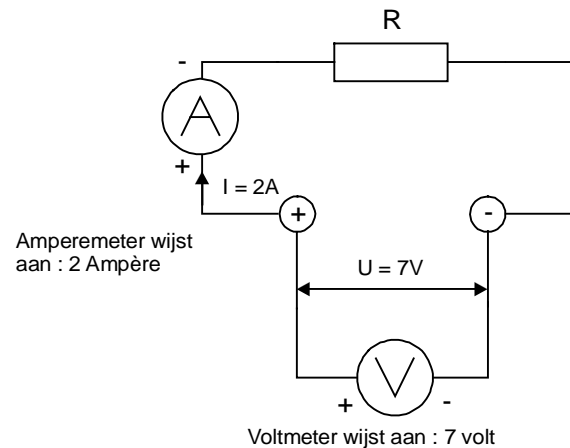 R
-
A
+
I = 2A
+
-
Amperemeter wijst
aan : 2 Ampère
U = 7V
V
+
-
Voltmeter wijst aan : 7 volt